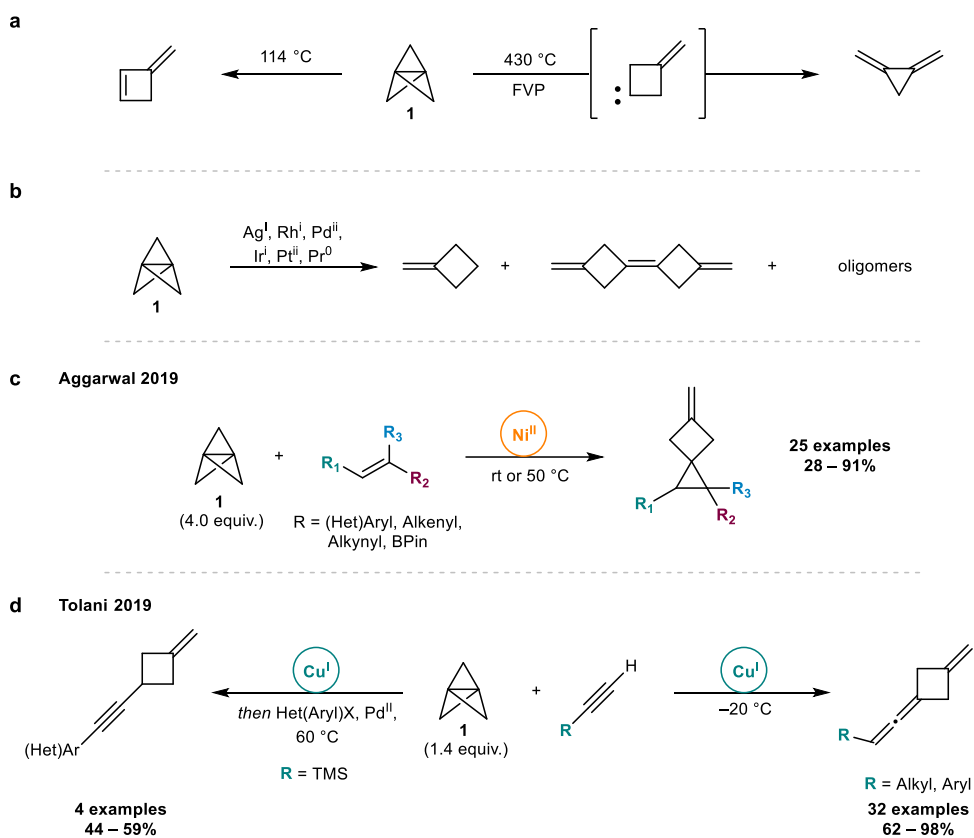 a
114 °C
430 °C
FVP
1
b
Ag^I, Rh^i, Pd^ii,
Ir^i, Pt^ii, Pr^0
1
+
+
oligomers
c Aggarwal 2019
1
(4.0 equiv.)
+
R1
R3
R2
R = (Het)Aryl, Alkenyl,
Alkynyl, BPin
Ni^II
rt or 50 °C
R1
R3
R2
25 examples
28 – 91%
d Tolani 2019
(Het)Ar
4 examples
44 – 59%
Cu^I
then Het(Aryl)X, Pd^II,
60 °C
R = TMS
1
(1.4 equiv.)
+
H
R
Cu^I
–20 °C
R
R = Alkyl, Aryl
32 examples
62 – 98%